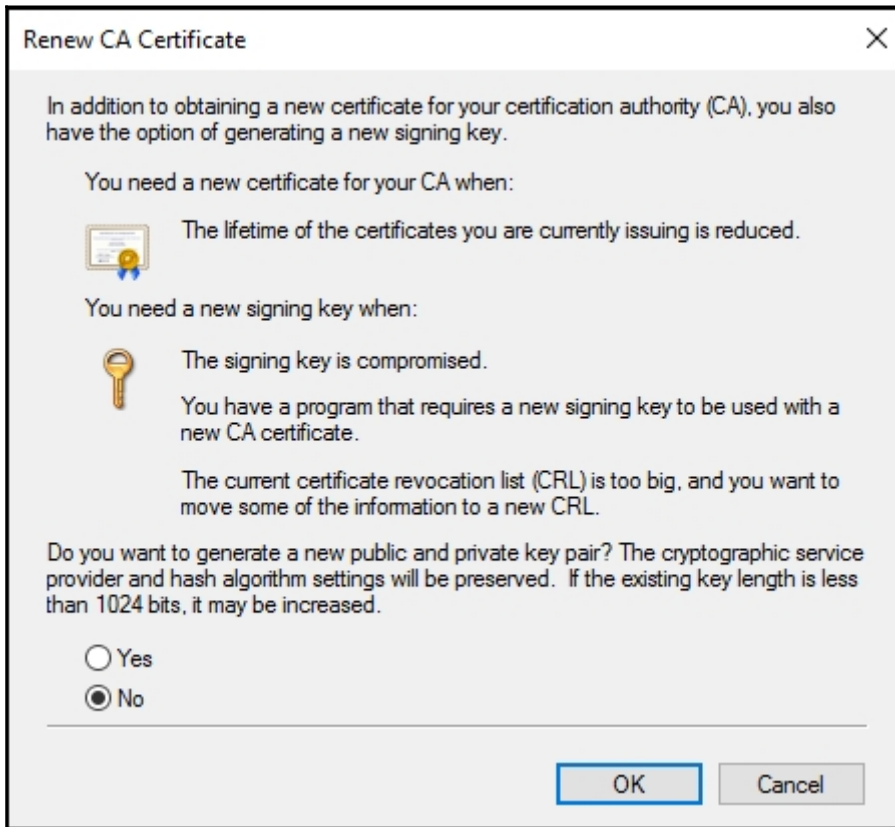 Renew CA Certificate
In addition to obtaining a new certificate for your certification authority (CA), you also
have the option of generating a new signing key.
You need a new certificate for your CA when:
The lifetime of the certificates you are currently issuing is reduced.
You need a new signing key when:
The signing key is compromised.
You have a program that requires a new signing key to be used with a
new CA certificate.
The current certificate revocation list (CRL) is too big, and you want to
move some of the information to a new CRL.
Do you want to generate a new public and private key pair? The cryptographic service
provider and hash algorithm settings will be preserved.  If the existing key length is less
than 1024 bits, it may be increased.
Yes
No
OK Cancel